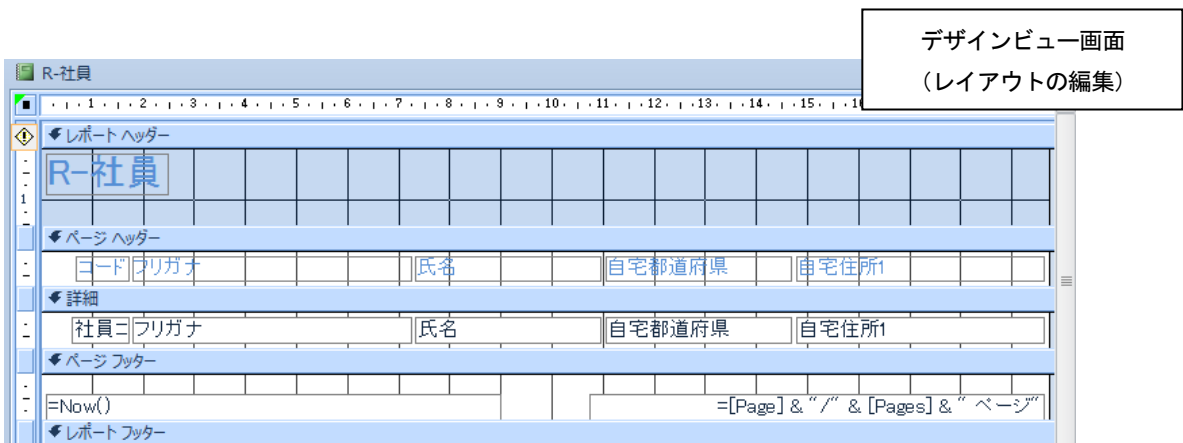 デザインビュー画面
（レイアウトの編集）
R-社員
1 2 3 4 5 6 7 8 9 10 11 12 13 14 15
レポート ヘッダー
R-社員
1
ページ ヘッダー
コード フリガナ 氏名 自宅都道府県 自宅住所1
詳細
社員コ フリガナ 氏名 自宅都道府県 自宅住所1
ページ フッター
=Now() =[Page] & "/" & [Pages] & " ページ"
レポート フッター